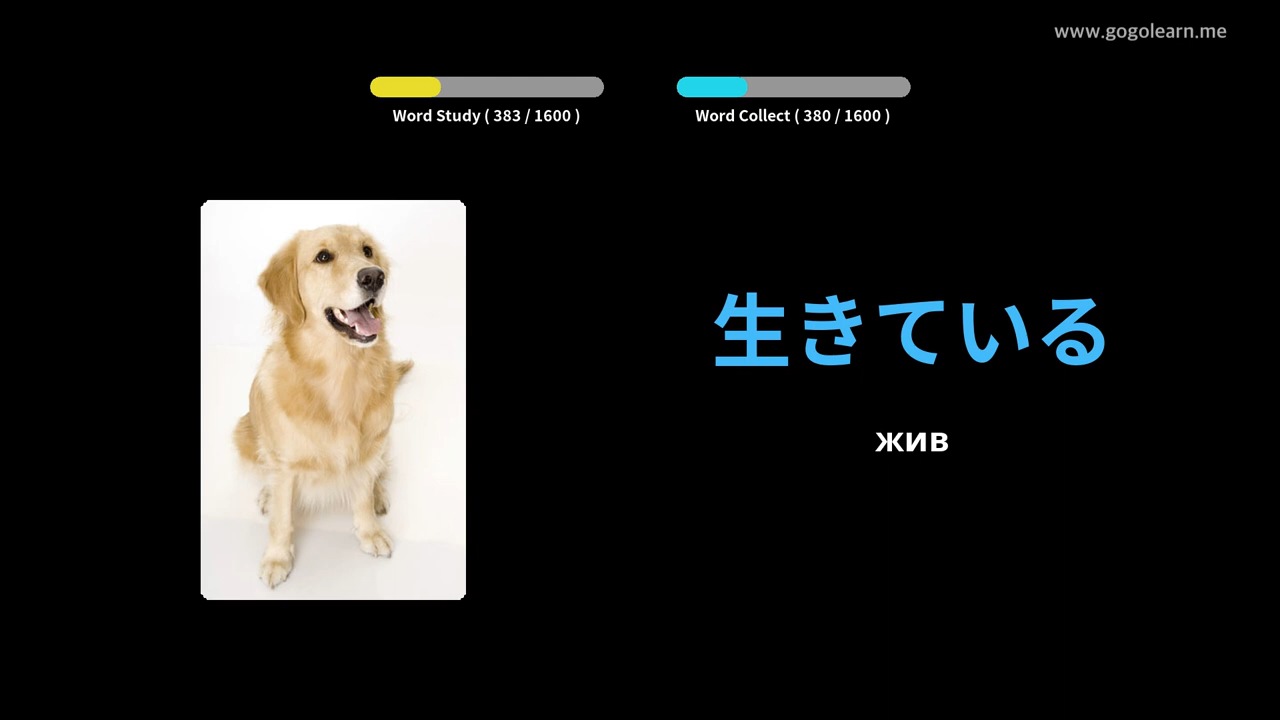 www.gogolearn.me
Word Study ( 383 / 1600 )
Word Collect ( 380 / 1600 )
生きている
жив